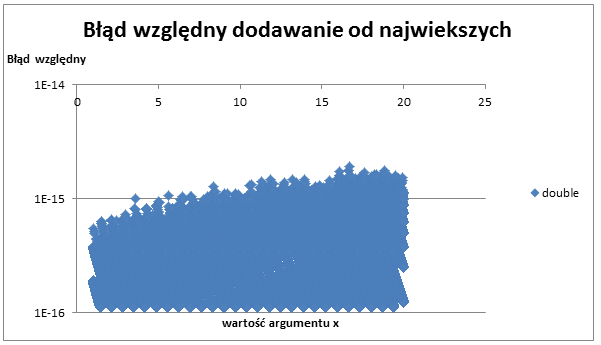 Błąd względny dodawanie od najwiekszych
Błąd względny
1E-14
0 5 10 15 20 25
1E-15
double
1E-16
wartość argumentu x